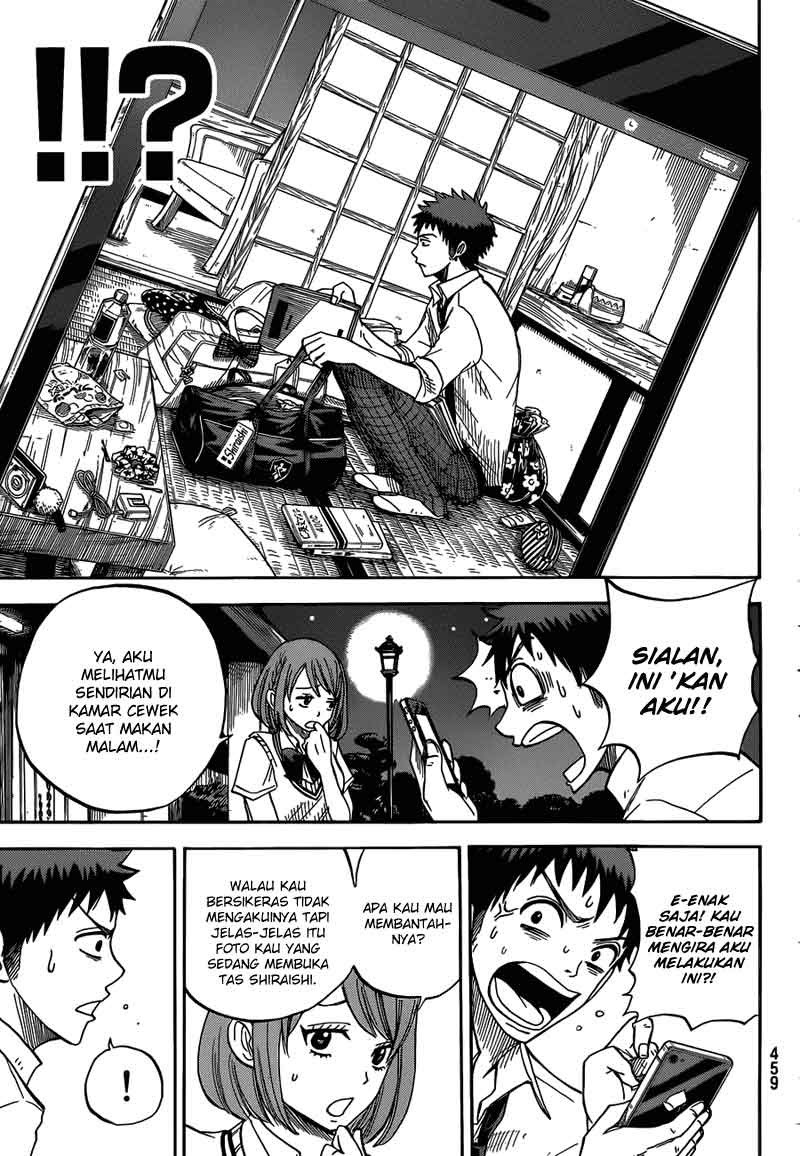 !!?
Shiraishi
SIALAN,
INI 'KAN
AKU!!
YA, AKU
MELIHATMU
SENDIRIAN DI
KAMAR CEWEK
SAAT MAKAN
MALAM...!
E-ENAK
SAJA! KAU
BENAR-BENAR
MENGIRA AKU
MELAKUKAN
INI?!
APA KAU MAU
MEMBANTAH-
NYA?
WALAU KAU
BERSIKERAS TIDAK
MENGAKUINYA TAPI
JELAS-JELAS ITU
FOTO KAU YANG
SEDANG MEMBUKA
TAS SHIRAISHI.
!
459